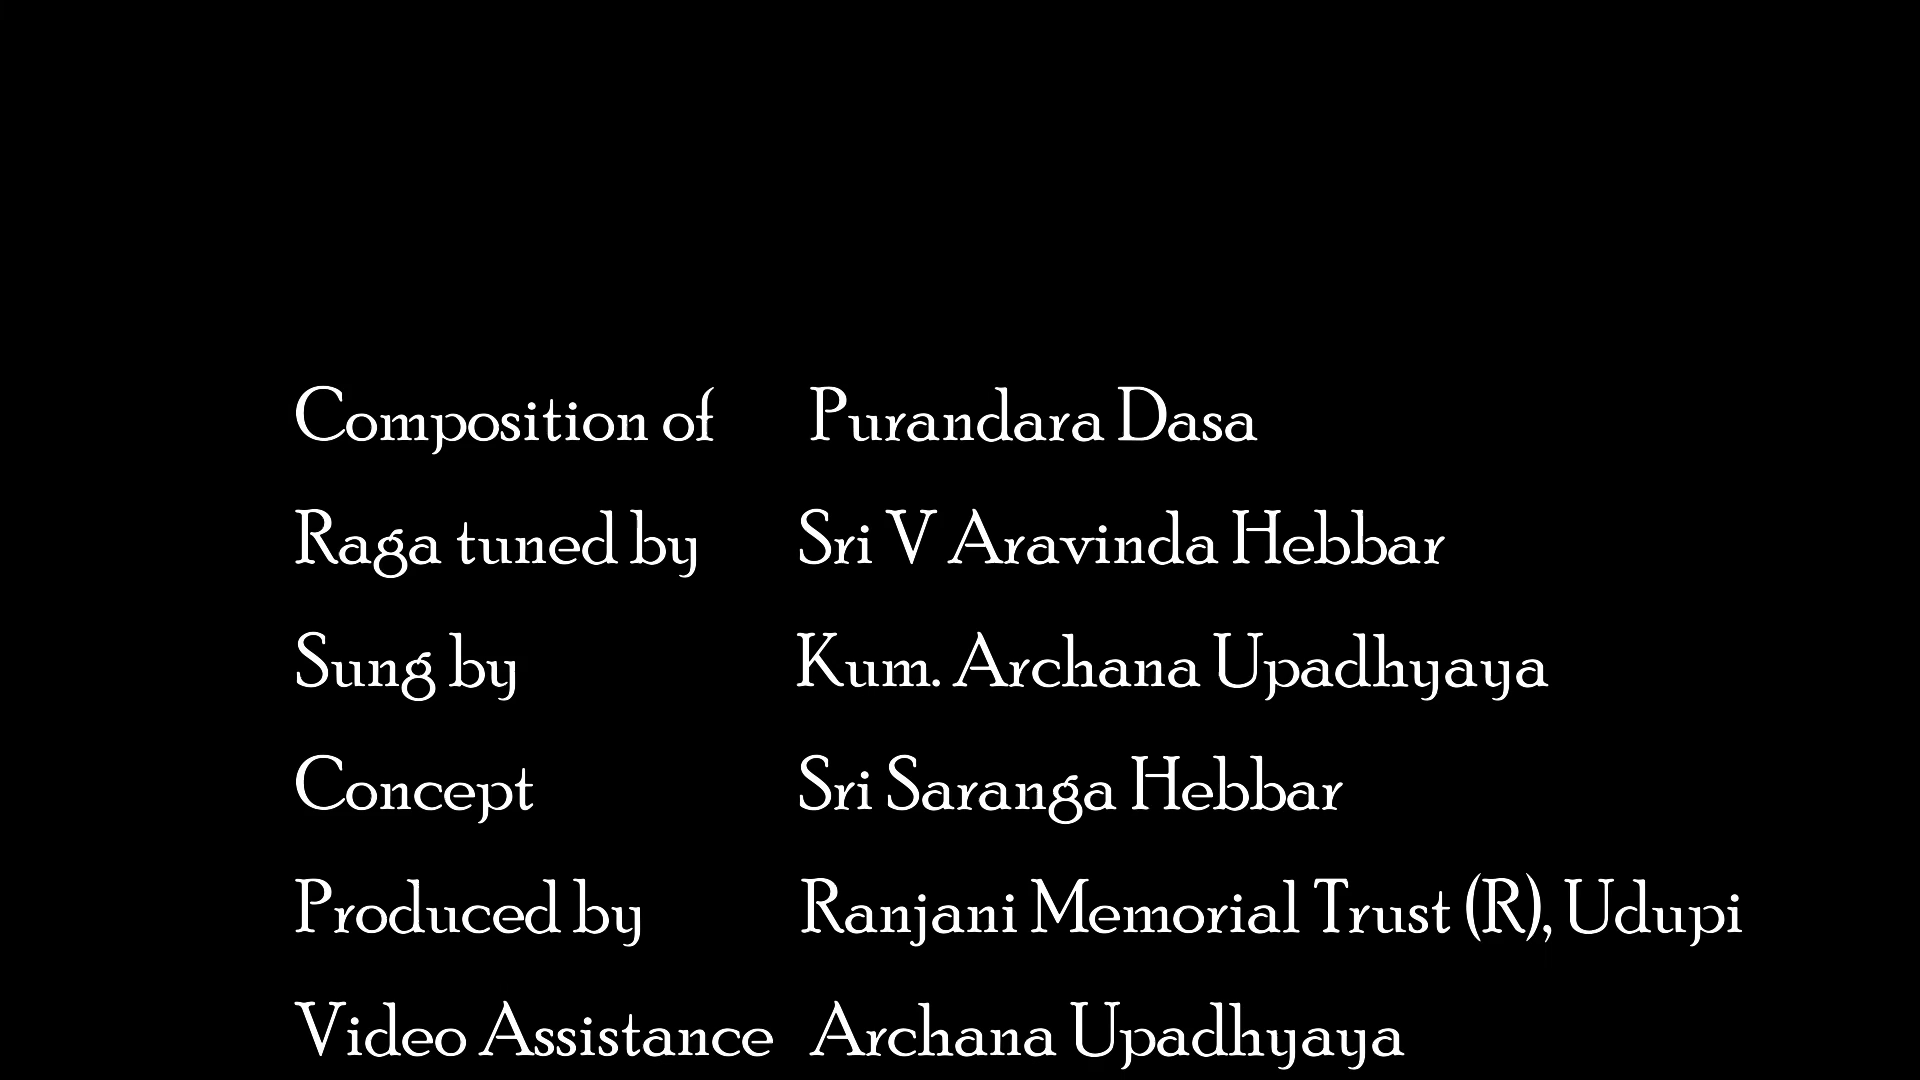 Composition of Purandara Dasa
Raga tuned by Sri V Aravinda Hebbar
Sung by Kum. Archana Upadhyaya
Concept Sri Saranga Hebbar
Produced by Ranjani Memorial Trust (R), Udupi
Video Assistance Archana Upadhyaya